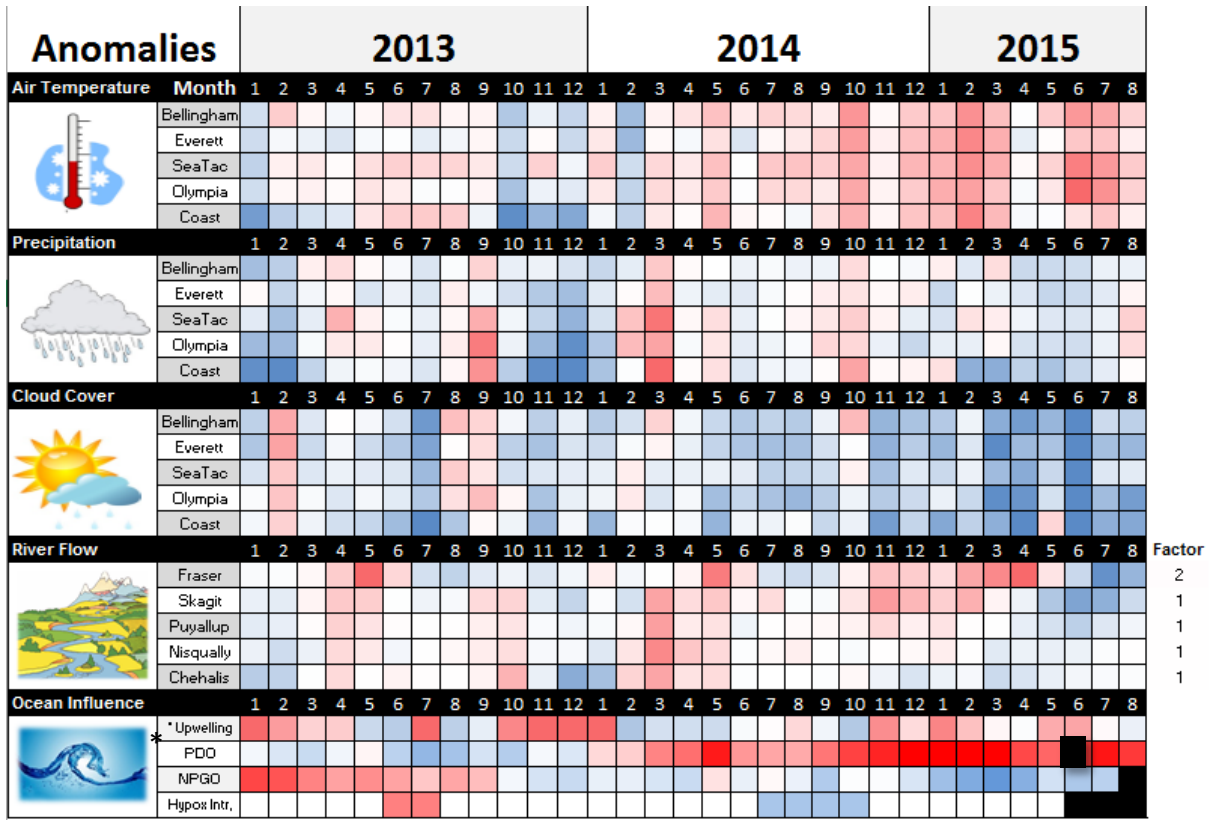 Anomalies 2013 2014 2015
Air Temperature Month 1 2 3 4 5 6 7 8 9 10 11 12 1 2 3 4 5 6 7 8 9 10 11 12 1 2 3 4 5 6 7 8
Bellingham
Everett
SeaTac
Olympia
Coast
Precipitation 1 2 3 4 5 6 7 8 9 10 11 12 1 2 3 4 5 6 7 8 9 10 11 12 1 2 3 4 5 6 7 8
Bellingham
Everett
SeaTac
Olympia
Coast
Cloud Cover 1 2 3 4 5 6 7 8 9 10 11 12 1 2 3 4 5 6 7 8 9 10 11 12 1 2 3 4 5 6 7 8
Bellingham
Everett
SeaTac
Olympia
Coast
River Flow 1 2 3 4 5 6 7 8 9 10 11 12 1 2 3 4 5 6 7 8 9 10 11 12 1 2 3 4 5 6 7 8 Factor
Fraser 2
Skagit 1
Puyallup 1
Nisqually 1
Chehalis 1
Ocean Influence 1 2 3 4 5 6 7 8 9 10 11 12 1 2 3 4 5 6 7 8 9 10 11 12 1 2 3 4 5 6 7 8
* *Upwelling
PDO
NPGO
Hypox Intr,